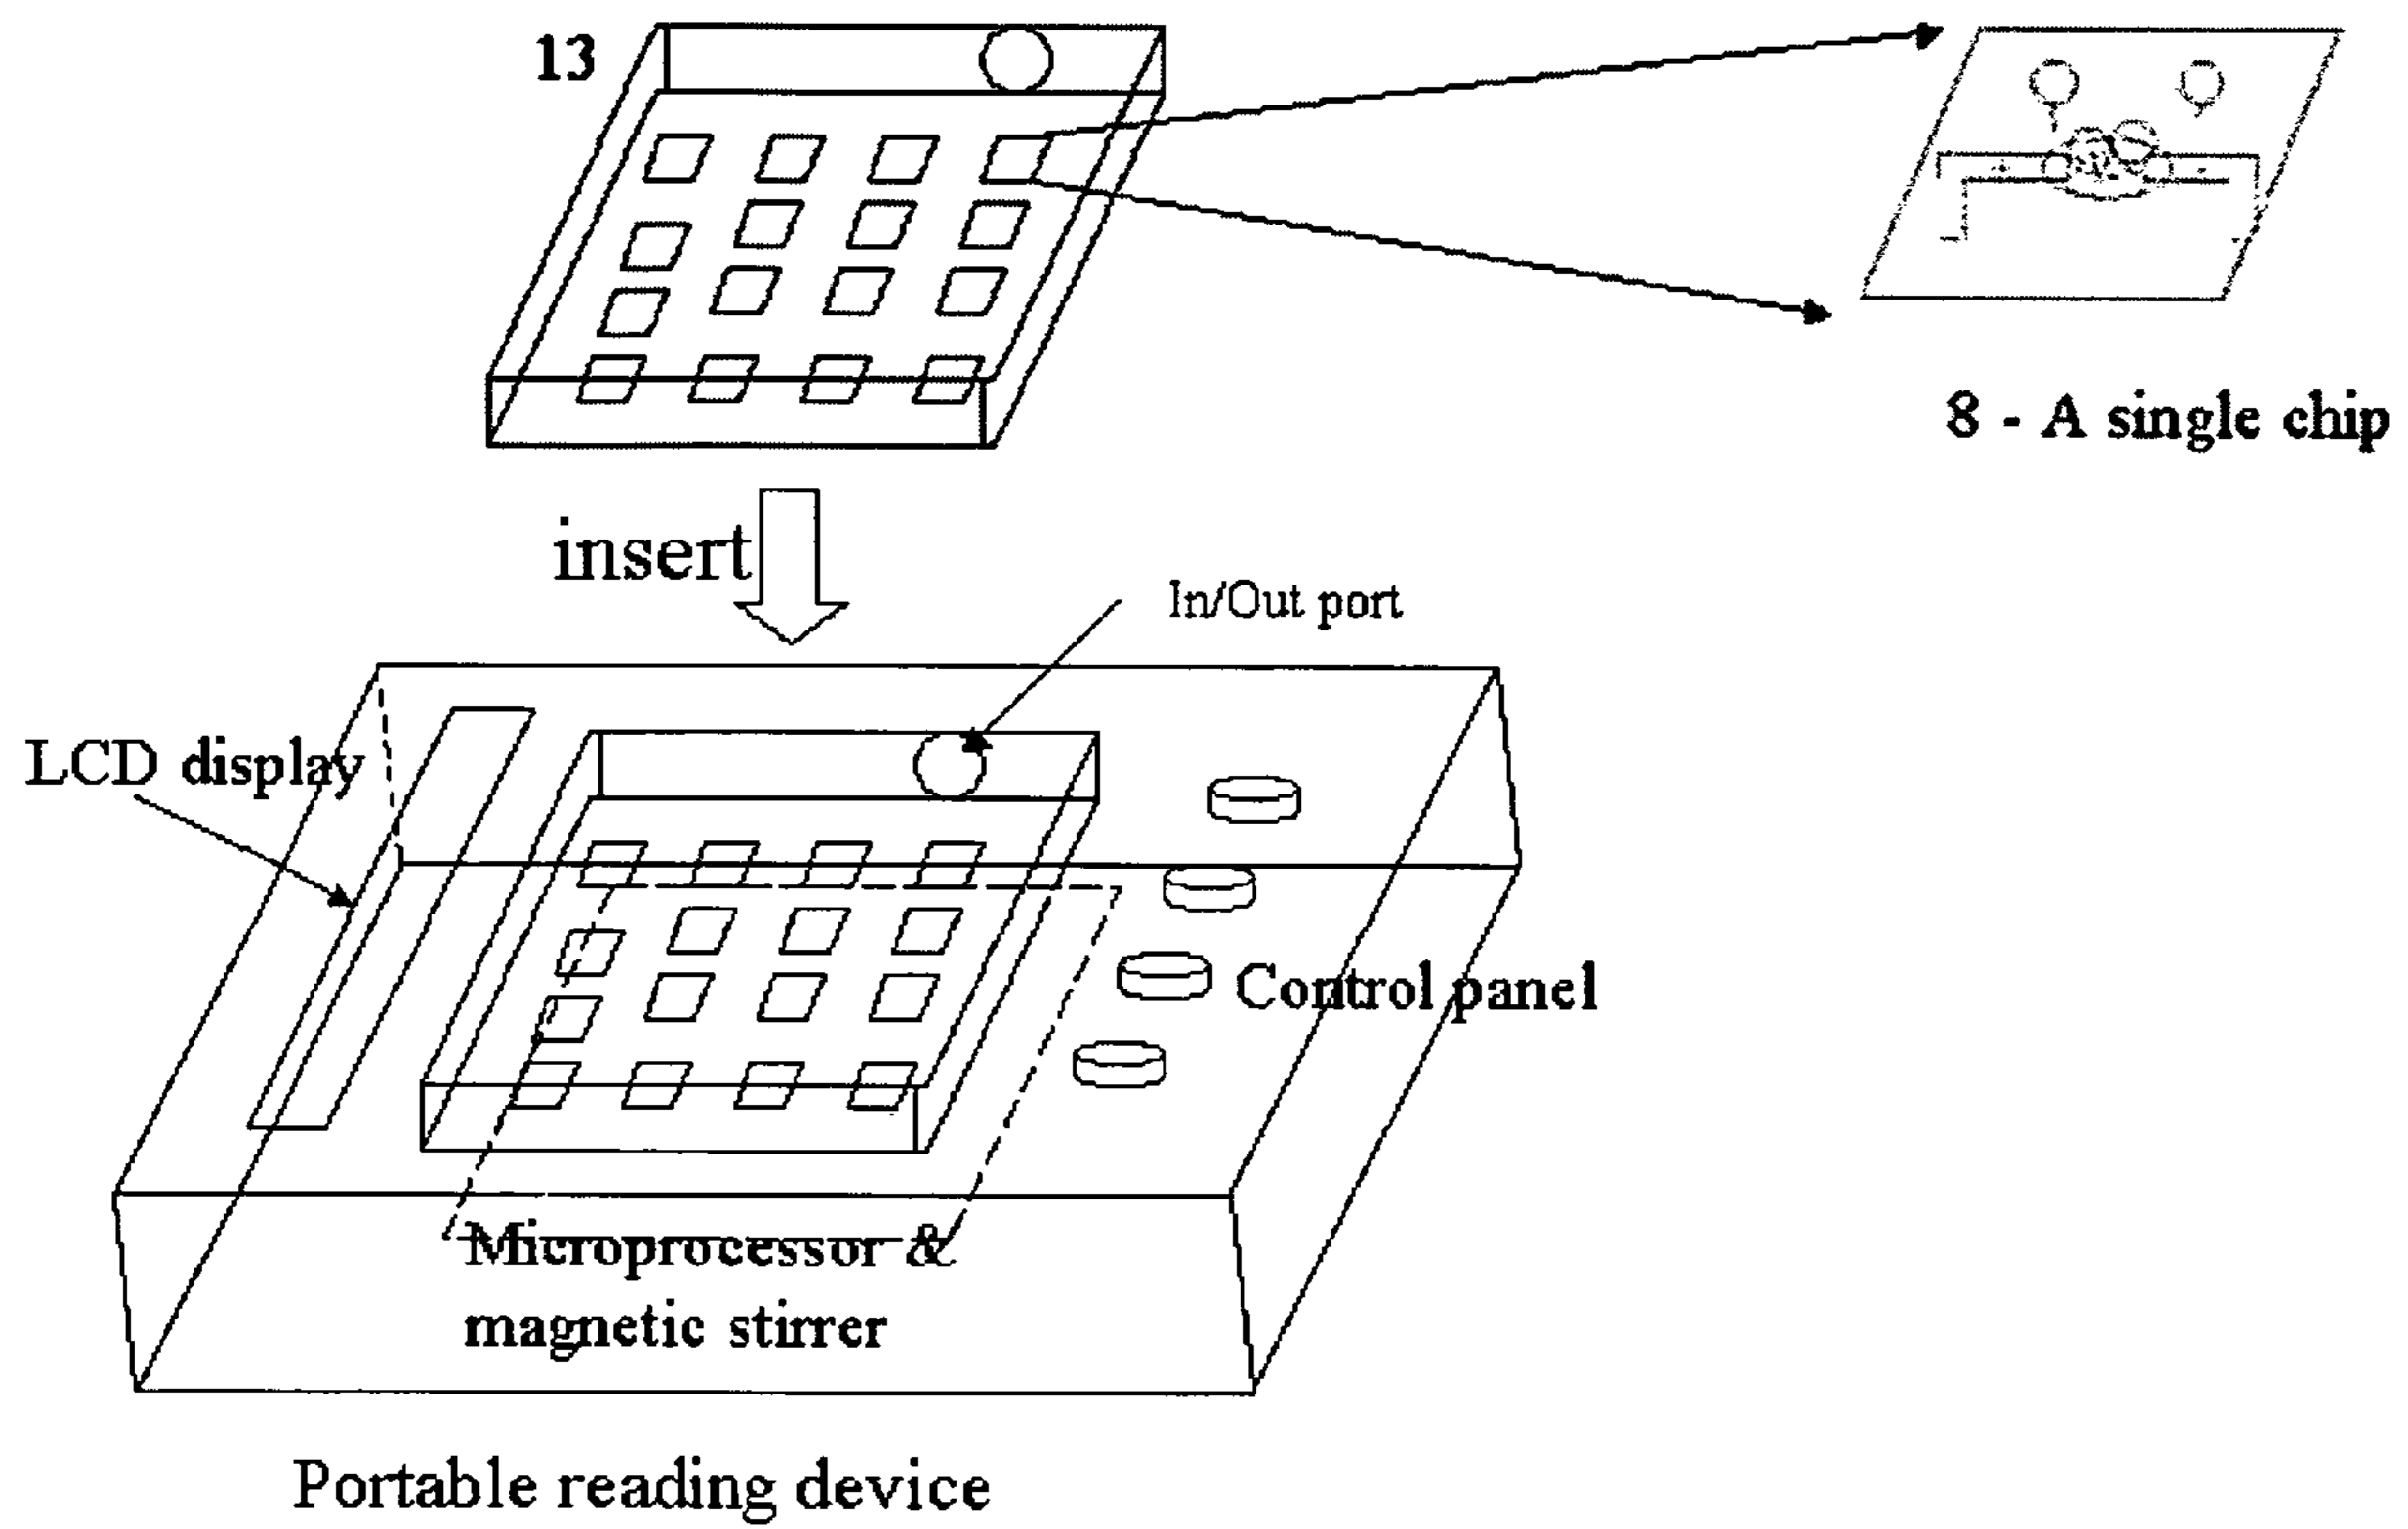 13
8 - A single chip
insert
In/Out port
LCD display
Control panel
Microprocessor &
magnetic stirrer
Portable reading device